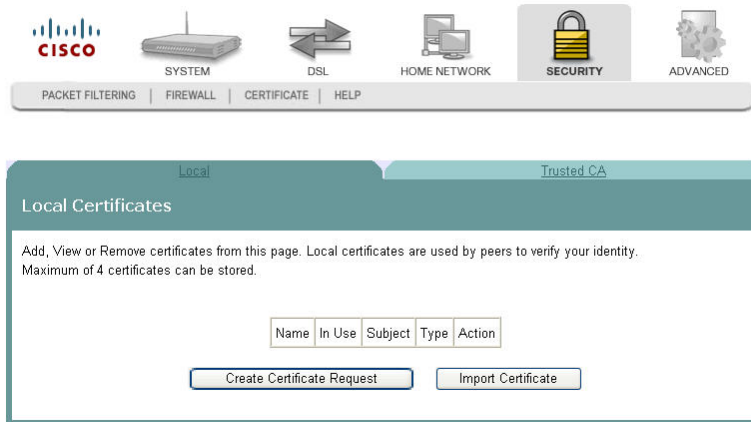 CISCO
SYSTEM
DSL
HOME NETWORK
SECURITY
ADVANCED
PACKET FILTERING | FIREWALL | CERTIFICATE | HELP
Local
Trusted CA
Local Certificates
Add, View or Remove certificates from this page. Local certificates are used by peers to verify your identity.
Maximum of 4 certificates can be stored.
Name In Use Subject Type Action
Create Certificate Request
Import Certificate